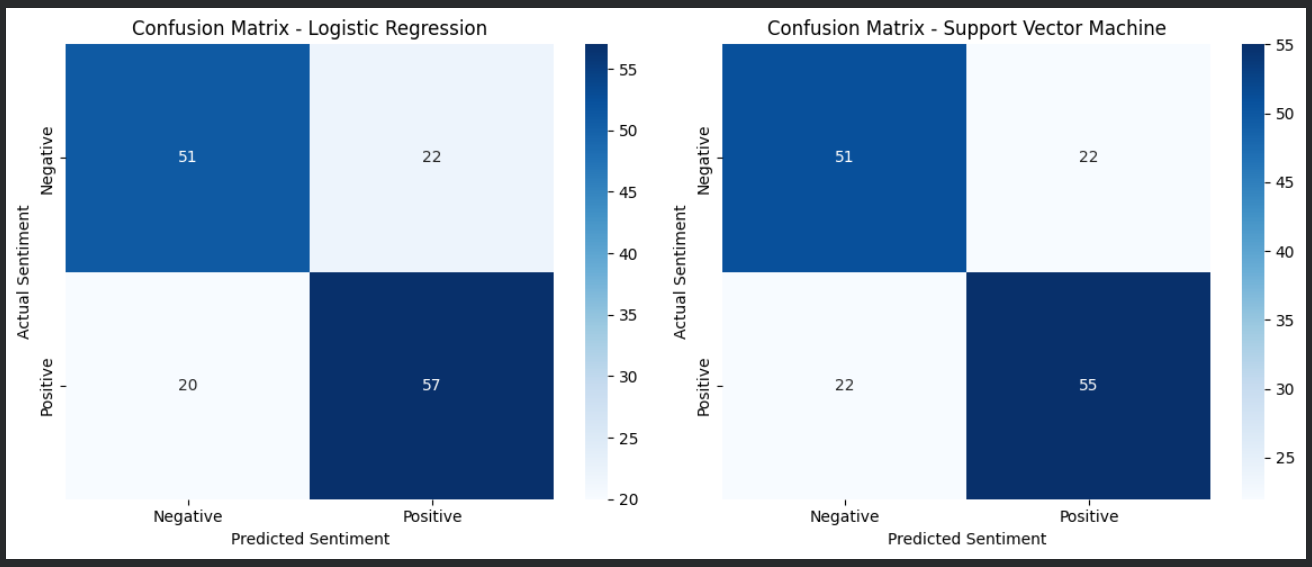 Confusion Matrix - Logistic Regression
Actual Sentiment
Negative
Positive
51
22
20
57
Negative
Positive
Predicted Sentiment
55
50
45
40
35
30
25
20
Confusion Matrix - Support Vector Machine
Actual Sentiment
Negative
Positive
51
22
22
55
Negative
Positive
Predicted Sentiment
55
50
45
40
35
30
25